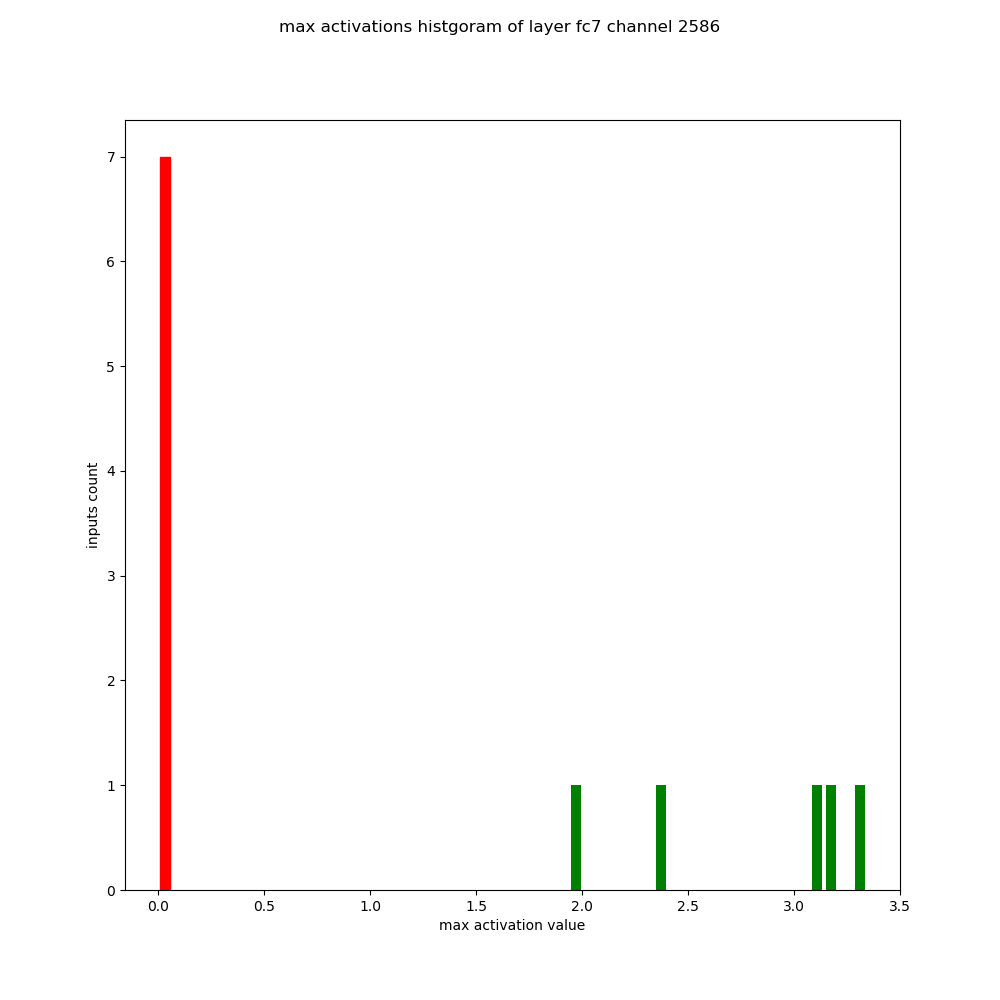 max activations histgoram of layer fc7 channel 2586
7
6
5
4
3
2
1
0
inputs count
0.0 0.5 1.0 1.5 2.0 2.5 3.0 3.5
max activation value